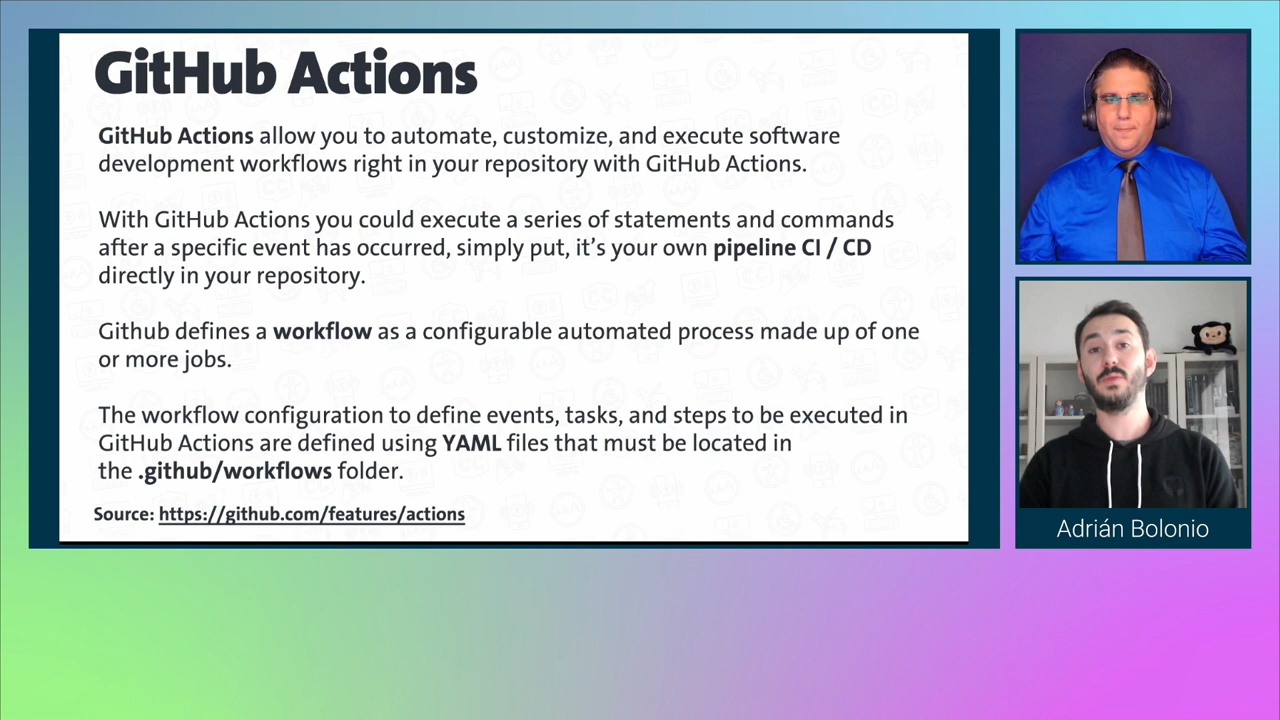 GitHub Actions
GitHub Actions allow you to automate, customize, and execute software
development workflows right in your repository with GitHub Actions.
With GitHub Actions you could execute a series of statements and commands
after a specific event has occurred, simply put, it's your own pipeline CI / CD
directly in your repository.
Github defines a workflow as a configurable automated process made up of one
or more jobs.
The workflow configuration to define events, tasks, and steps to be executed in
GitHub Actions are defined using YAML files that must be located in
the .github/workflows folder.
Source: https://github.com/features/actions
Adrián Bolonio